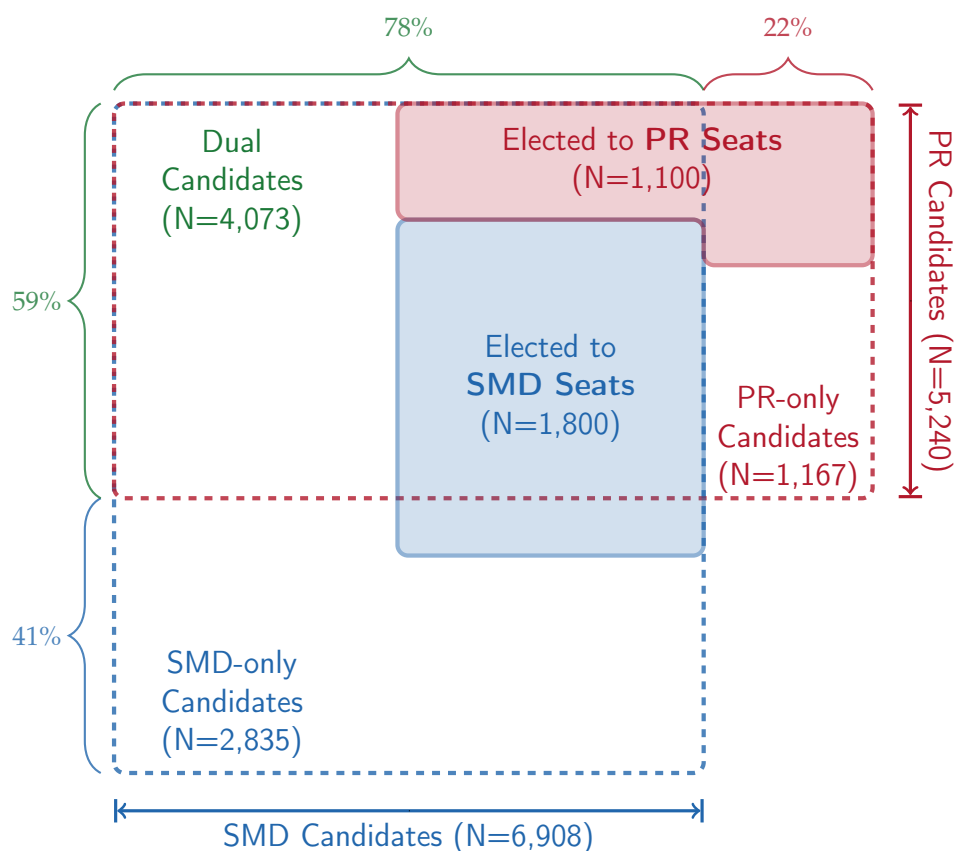 78%
22%
Dual
Candidates
(N=4,073)
Elected to PR Seats
(N=1,100)
PR Candidates (N=5,240)
59%
Elected to
SMD Seats
(N=1,800)
PR-only
Candidates
(N=1,167)
41%
SMD-only
Candidates
(N=2,835)
SMD Candidates (N=6,908)